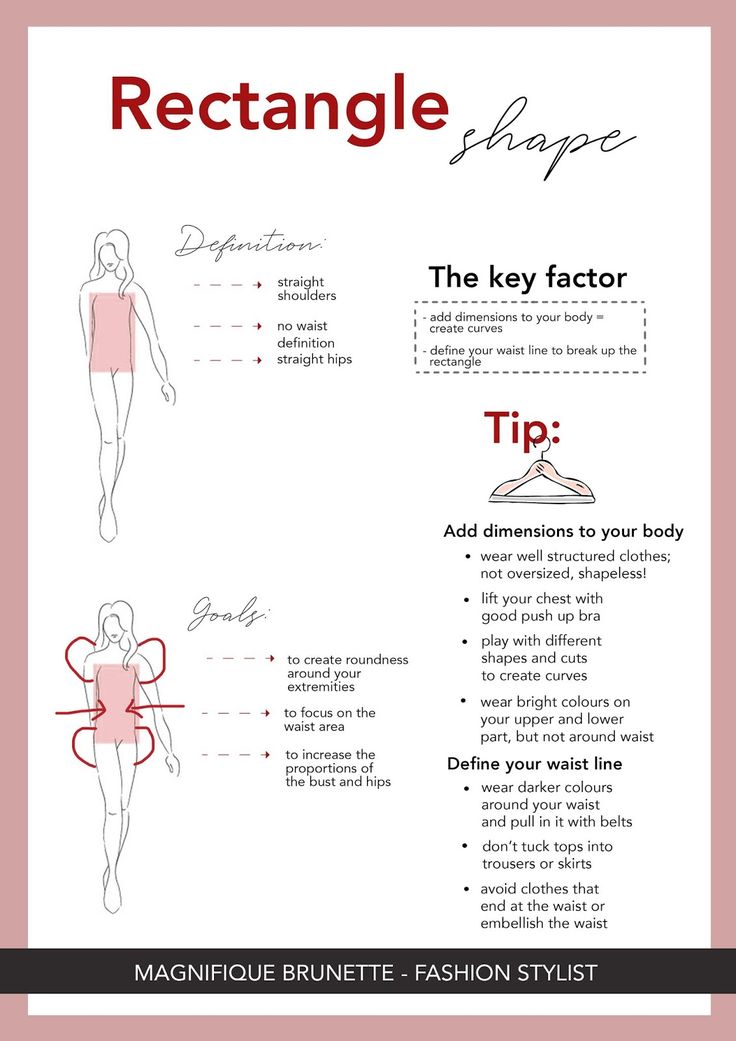 Rectangle
shape
Definition:
straight
shoulders
no waist
definition
straight hips
The key factor
- add dimensions to your body =
create curves
- define your waist line to break up the
rectangle
Tip:
Add dimensions to your body
• wear well structured clothes;
not oversized, shapeless!
• lift your chest with
good push up bra
• play with different
shapes and cuts
to create curves
• wear bright colours on
your upper and lower
part, but not around waist
Define your waist line
• wear darker colours
around your waist
and pull in it with belts
• don't tuck tops into
trousers or skirts
• avoid clothes that
end at the waist or
embellish the waist
Goals:
to create roundness
around your
extremities
to focus on the
waist area
to increase the
proportions of
the bust and hips
MAGNIFIQUE BRUNETTE - FASHION STYLIST